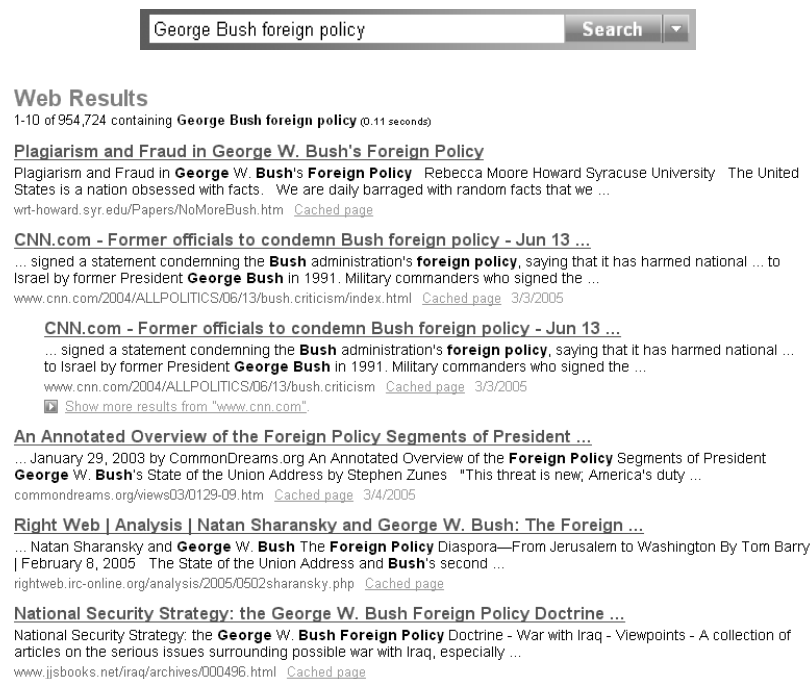 George Bush foreign policy
Search
Web Results
1-10 of 954,724 containing George Bush foreign policy (0.11 seconds)
Plagiarism and Fraud in George W. Bush's Foreign Policy
Plagiarism and Fraud in George W. Bush's Foreign Policy Rebecca Moore Howard Syracuse University The United
States is a nation obsessed with facts. We are daily barraged with random facts that we ...
wrt-howard.syr.edu/Papers/NoMoreBush.htm Cached page
CNN.com - Former officials to condemn Bush foreign policy - Jun 13 ...
... signed a statement condemning the Bush administration's foreign policy, saying that it has harmed national ... to
Israel by former President George Bush in 1991. Military commanders who signed the ...
www.cnn.com/2004/ALLPOLITICS/06/13/bush.criticism/index.html Cached page 3/3/2005
CNN.com - Former officials to condemn Bush foreign policy - Jun 13 ...
... signed a statement condemning the Bush administration's foreign policy, saying that it has harmed national ...
to Israel by former President George Bush in 1991. Military commanders who signed the ...
www.cnn.com/2004/ALLPOLITICS/06/13/bush.criticism Cached page 3/3/2005
Show more results from "www.cnn.com".
An Annotated Overview of the Foreign Policy Segments of President ...
... January 29, 2003 by CommonDreams.org An Annotated Overview of the Foreign Policy Segments of President
George W. Bush's State of the Union Address by Stephen Zunes "This threat is new; America's duty ...
commondreams.org/views03/0129-09.htm Cached page 3/4/2005
Right Web | Analysis | Natan Sharansky and George W. Bush: The Foreign ...
... Natan Sharansky and George W. Bush The Foreign Policy Diaspora—From Jerusalem to Washington By Tom Barry
| February 8, 2005 The State of the Union Address and Bush's second ...
rightweb.irc-online.org/analysis/2005/0502sharansky.php Cached page
National Security Strategy: the George W. Bush Foreign Policy Doctrine ...
National Security Strategy: the George W. Bush Foreign Policy Doctrine - War with Iraq - Viewpoints - A collection of
articles on the serious issues surrounding possible war with Iraq, especially ...
www.jjsbooks.net/iraq/archives/000496.html Cached page